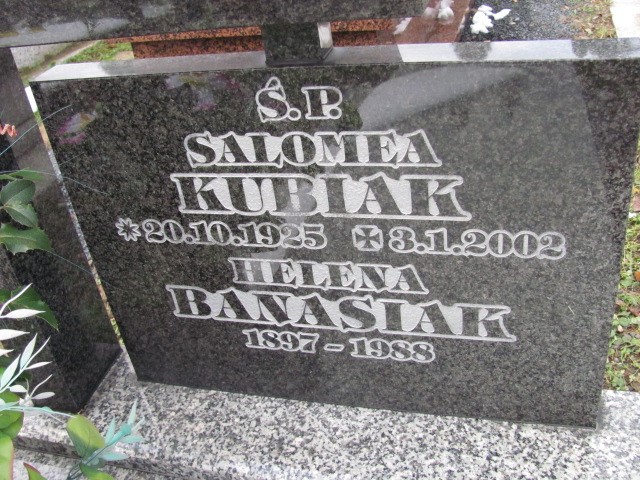 Ś.P.
SALOMEA
KUBIAK
20.10.1925 3.1.2002
HELENA
BANASIAK
1897 - 1988